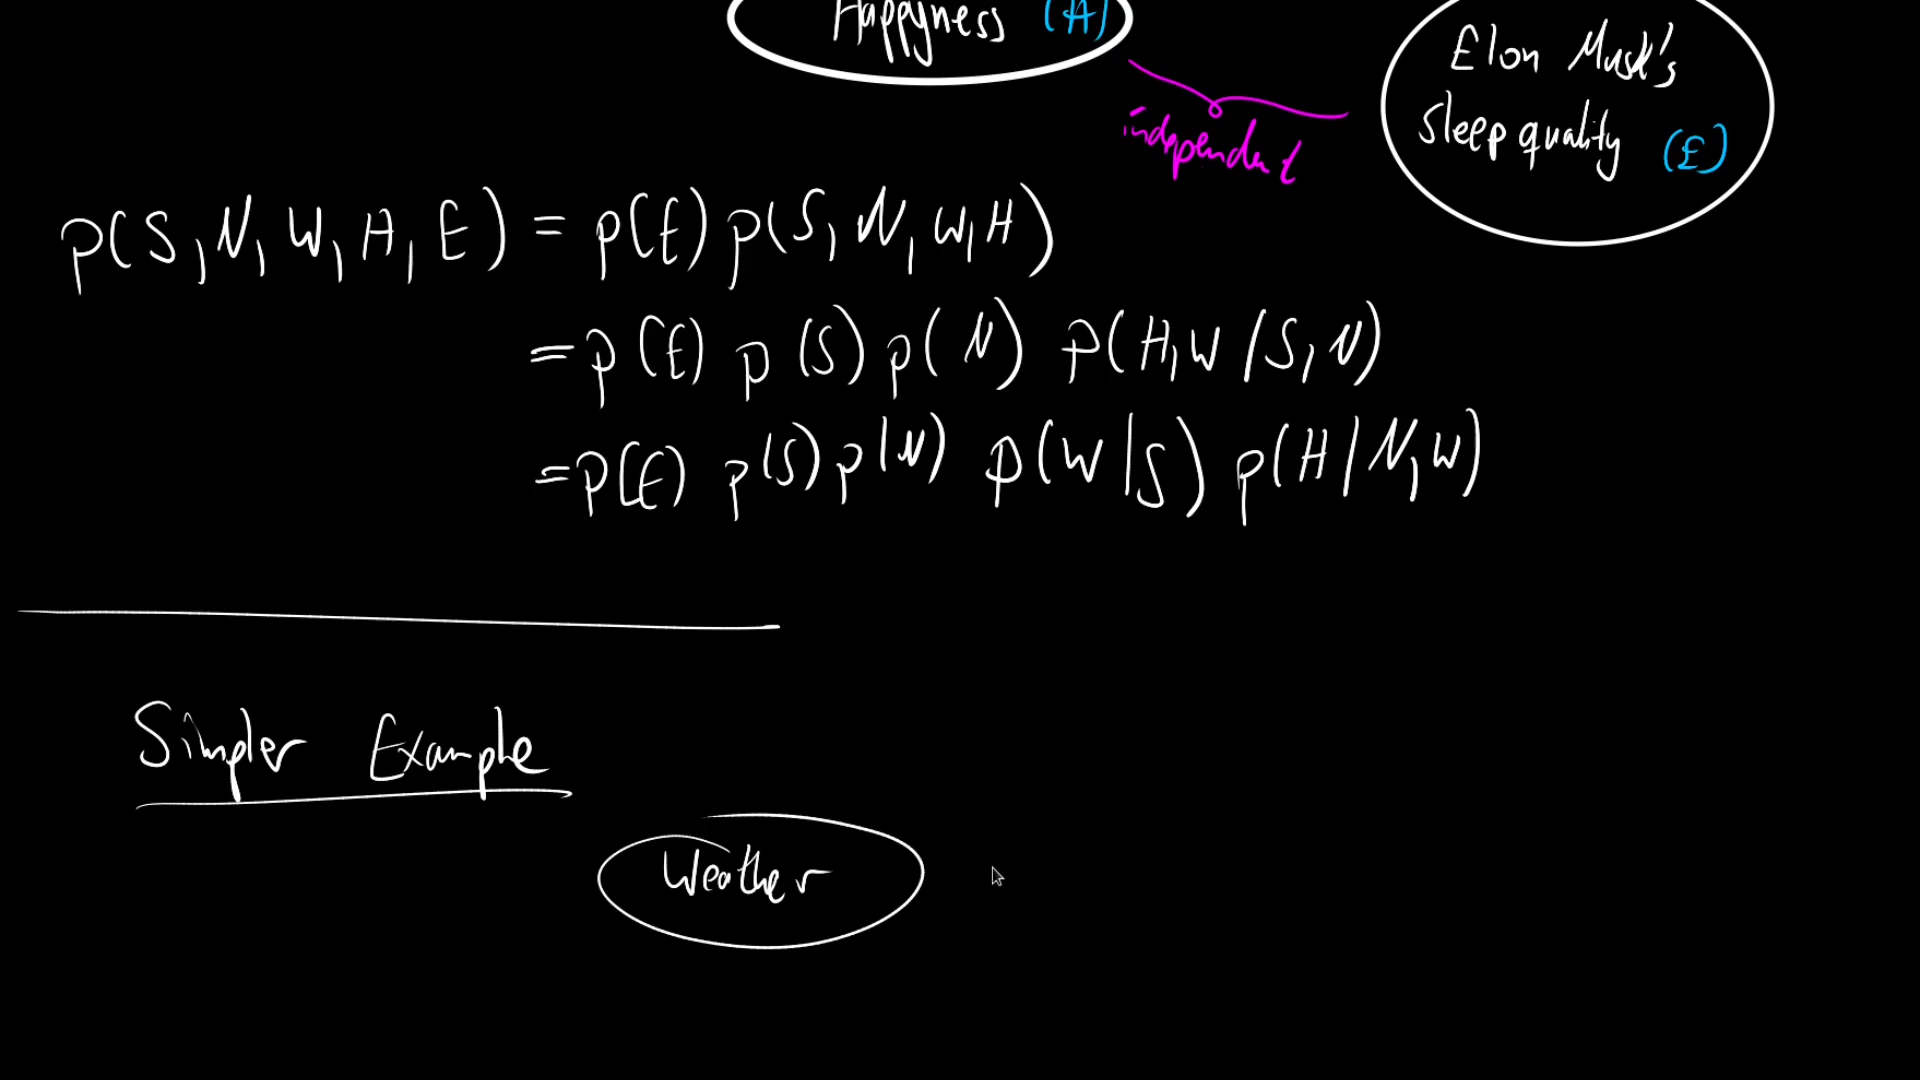 Happyness (H)
Elon Musk's
sleep quality (E)
independent
p(S, N, W, H, E) = p(E) p(S, N, W, H)
= p(E) p(S) p(N) p(H, W | S, N)
= p(E) p(S) p(N) p(W | S) p(H | N, W)
Simpler Example
Weather